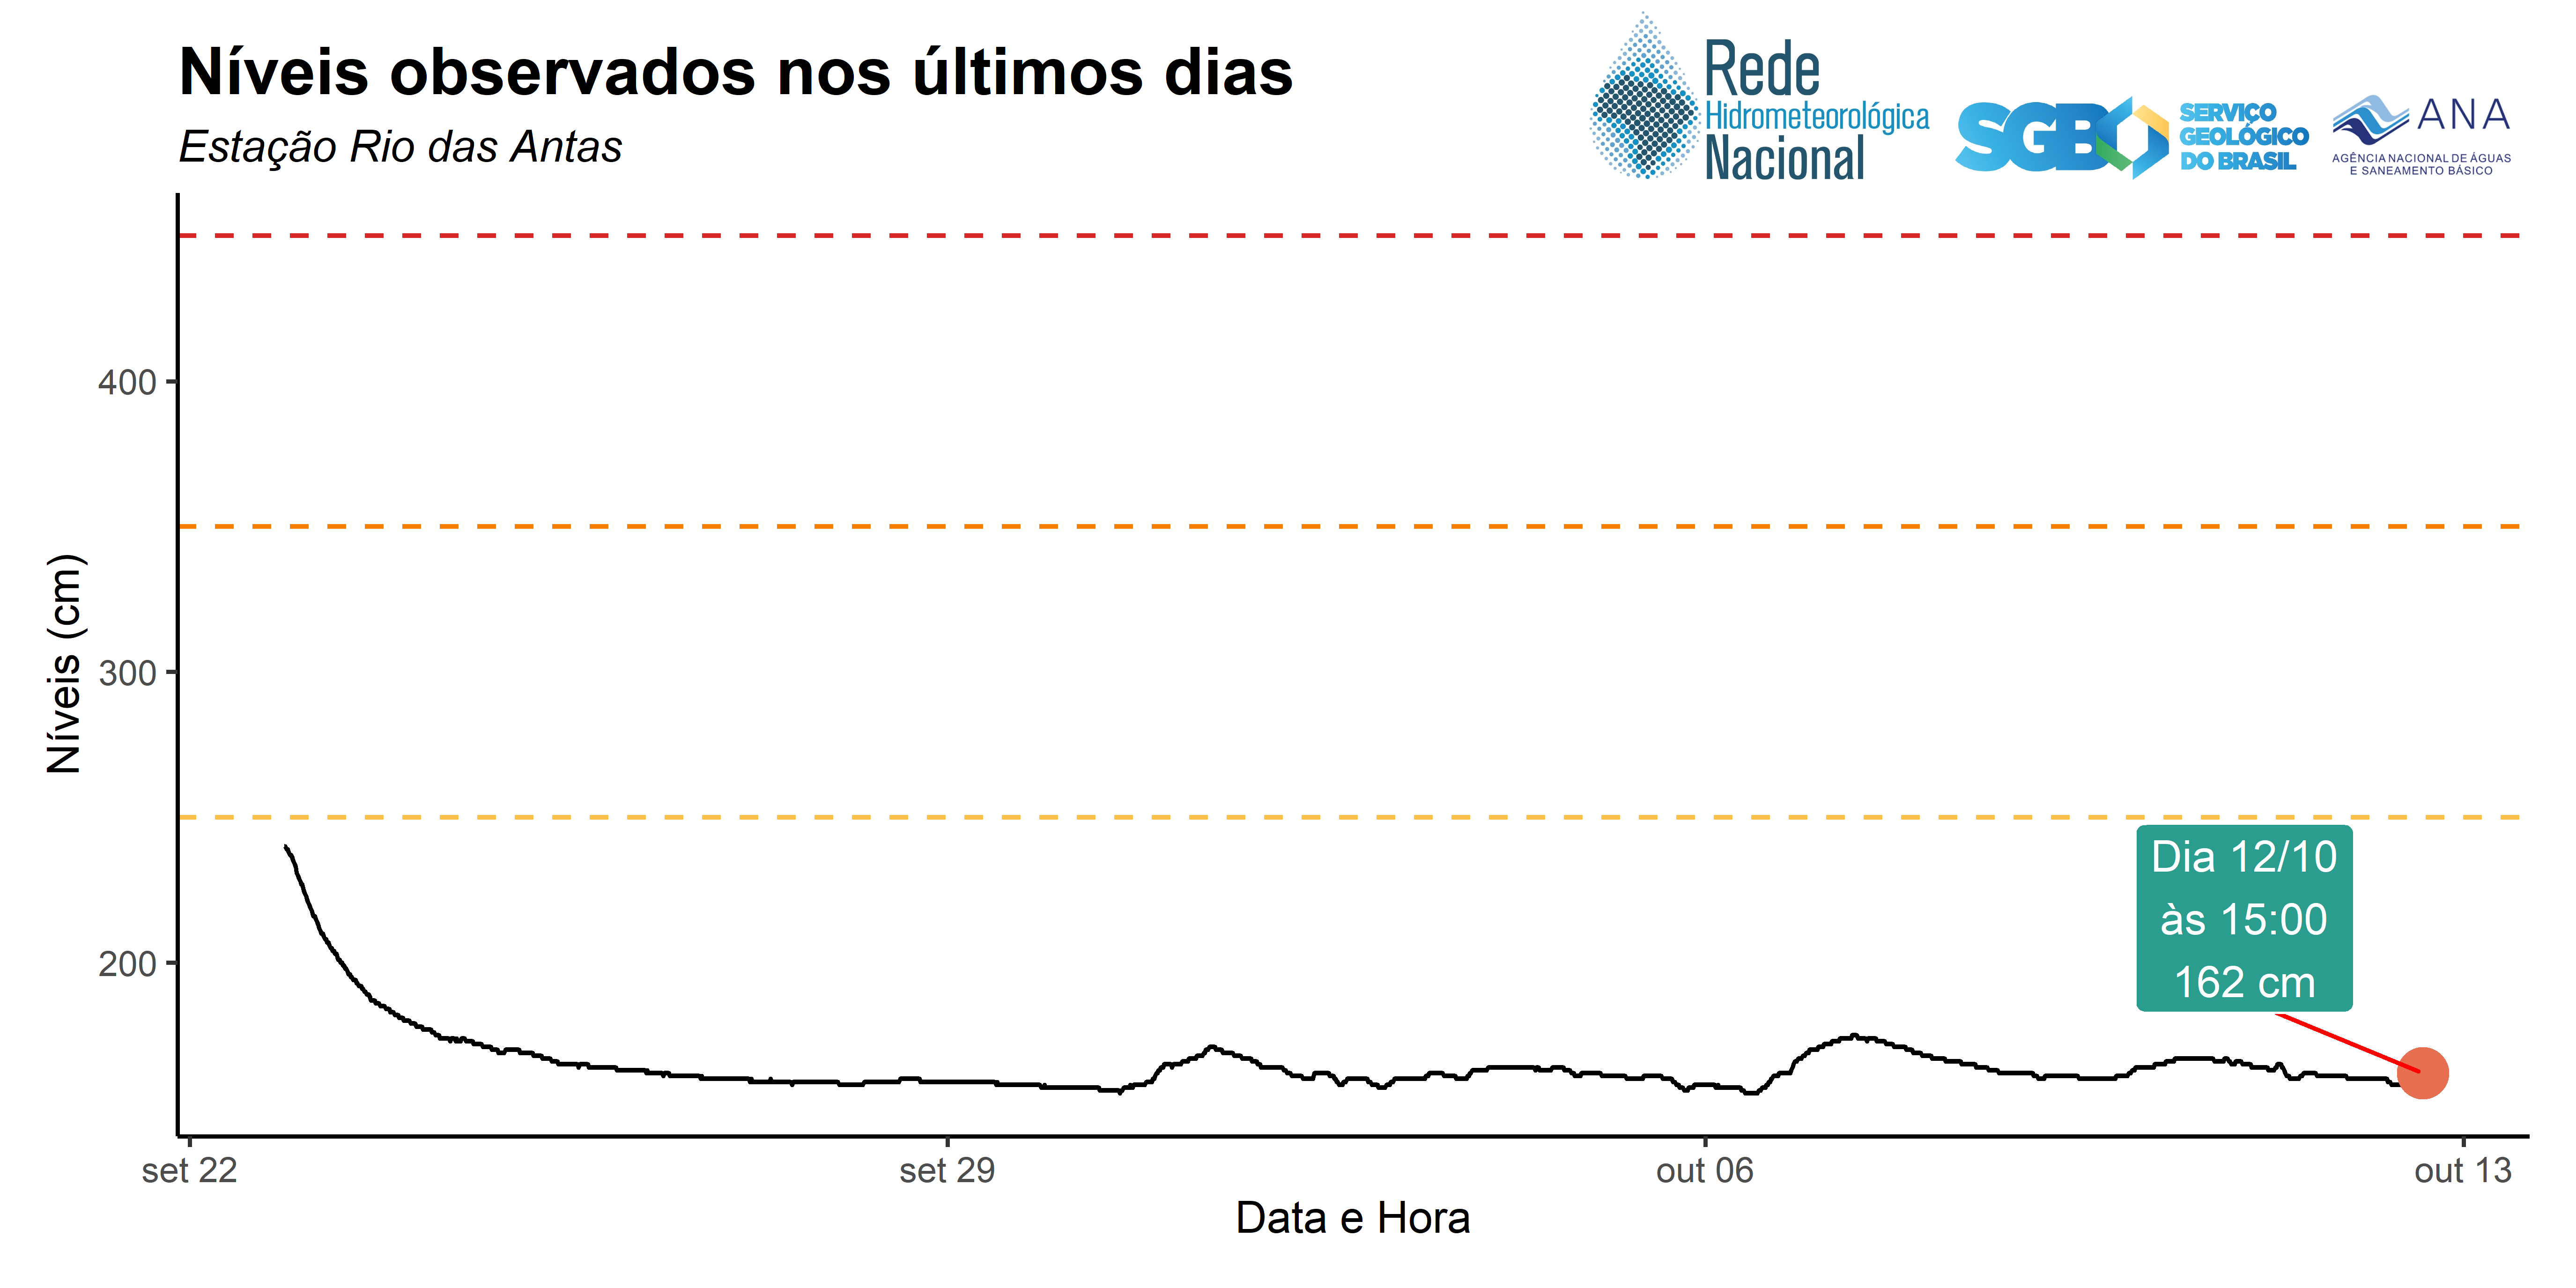 Níveis observados nos últimos dias
Estação Rio das Antas
Rede
Hidrometeorológica
Nacional
SGB
SERVIÇO
GEOLÓGICO
DO BRASIL
ANA
AGÊNCIA NACIONAL DE ÁGUAS
E SANEAMENTO BÁSICO
Níveis (cm)
400
300
200
Dia 12/10
às 15:00
162 cm
set 22
set 29
out 06
out 13
Data e Hora